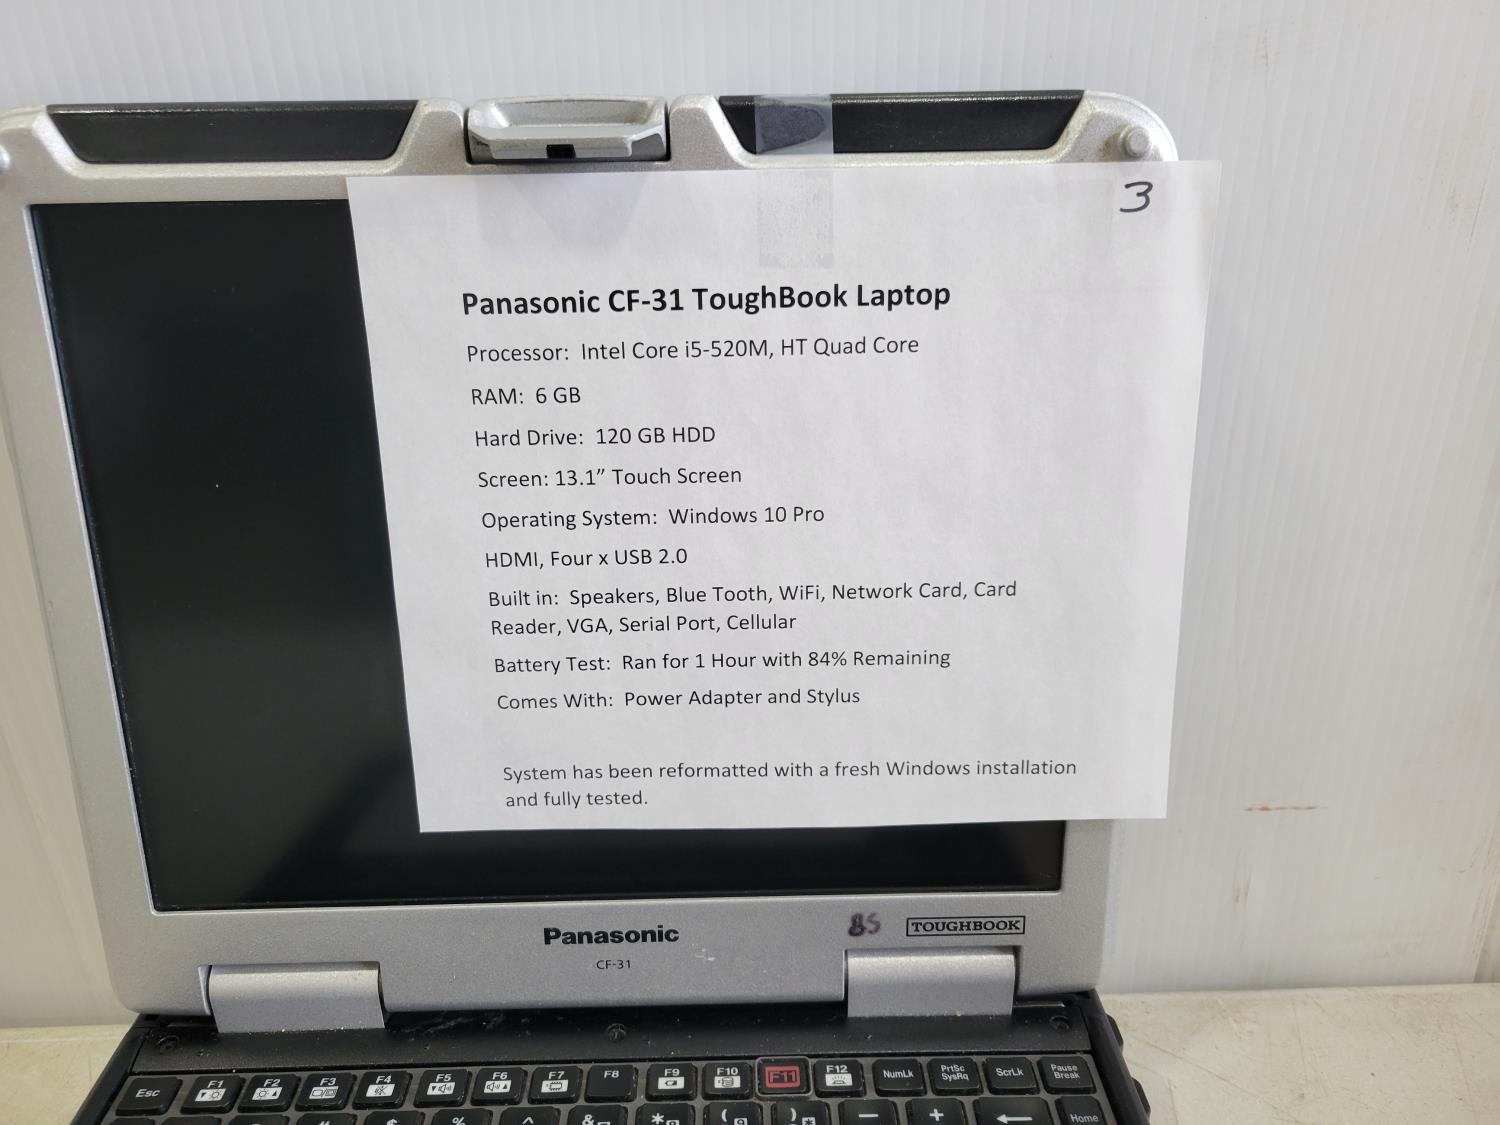 3
Panasonic CF-31 ToughBook Laptop
Processor: Intel Core i5-520M, HT Quad Core
RAM: 6 GB
Hard Drive: 120 GB HDD
Screen: 13.1” Touch Screen
Operating System: Windows 10 Pro
HDMI, Four x USB 2.0
Built in: Speakers, Blue Tooth, WiFi, Network Card, Card
Reader, VGA, Serial Port, Cellular
Battery Test: Ran for 1 Hour with 84% Remaining
Comes With: Power Adapter and Stylus
System has been reformatted with a fresh Windows installation
and fully tested.
Panasonic
TOUGHBOOK
CF-31
Esc F1 F2 F3 F4 F5 F6 F7 F8 F9 F10 F11 F12 NumLk PrtSc SysRq ScrLk Pause Break
$ % ^ & * ( ) − + ← Home